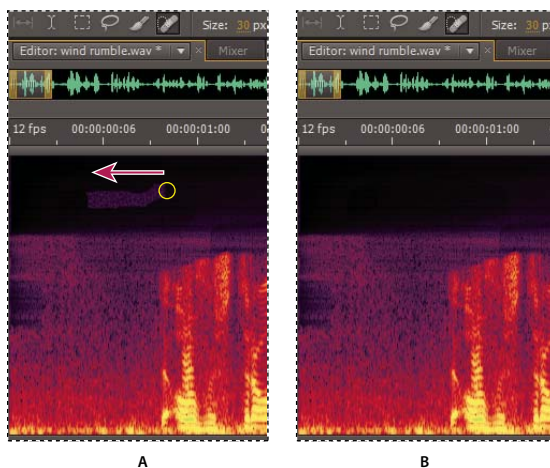 Size: 30 px
Editor: wind rumble.wav * × Mixer
12 fps 00:00:00:06 00:00:01:00 0
A
Size: 30 p
Editor: wind rumble.wav * × Mixer
12 fps 00:00:00:06 00:00:01:00
B